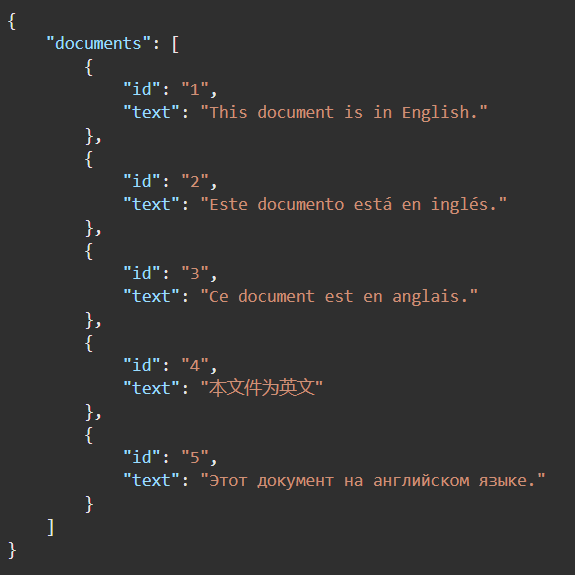 {
    "documents": [
        {
            "id": "1",
            "text": "This document is in English."
        },
        {
            "id": "2",
            "text": "Este documento está en inglés."
        },
        {
            "id": "3",
            "text": "Ce document est en anglais."
        },
        {
            "id": "4",
            "text": "本文件为英文"
        },
        {
            "id": "5",
            "text": "Этот документ на английском языке."
        }
    ]
}